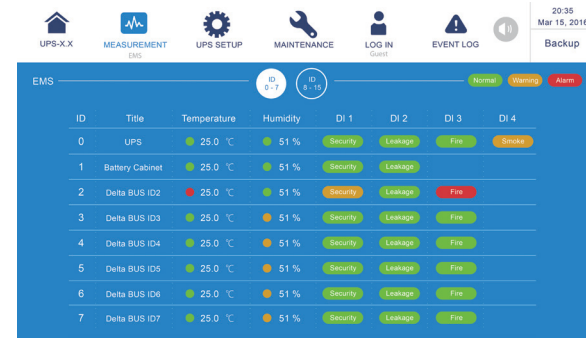 20:35
Mar 15, 2016
UPS-X.X MEASUREMENT UPS SETUP MAINTENANCE LOG IN EVENT LOG Backup
EMS Guest
EMS ID 0 - 7 ID 8 - 15 Normal Warning Alarm
ID Title Temperature Humidity DI 1 DI 2 DI 3 DI 4
0 UPS 25.0 ℃ 51 % Security Leakage Fire Smoke
1 Battery Cabinet 25.0 ℃ 51 % Security Leakage
2 Delta BUS ID2 25.0 ℃ 51 % Security Leakage Fire
3 Delta BUS ID3 25.0 ℃ 51 % Security Leakage Fire
4 Delta BUS ID4 25.0 ℃ 51 % Security Leakage Fire
5 Delta BUS ID5 25.0 ℃ 51 % Security Leakage Fire
6 Delta BUS ID6 25.0 ℃ 51 % Security Leakage Fire
7 Delta BUS ID7 25.0 ℃ 51 % Security Leakage Fire